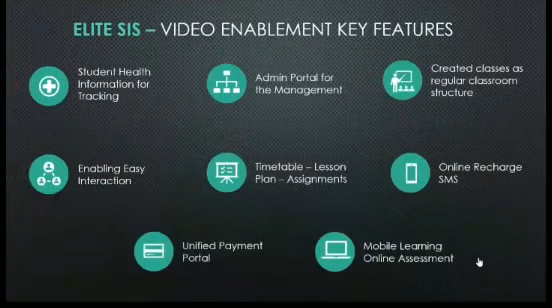 ELITE SIS – VIDEO ENABLEMENT KEY FEATURES
Student Health
Information for
Tracking
Admin Portal for
the Management
Created classes as
regular classroom
structure
Enabling Easy
Interaction
Timetable – Lesson
Plan – Assignments
Online Recharge
SMS
Unified Payment
Portal
Mobile Learning
Online Assessment